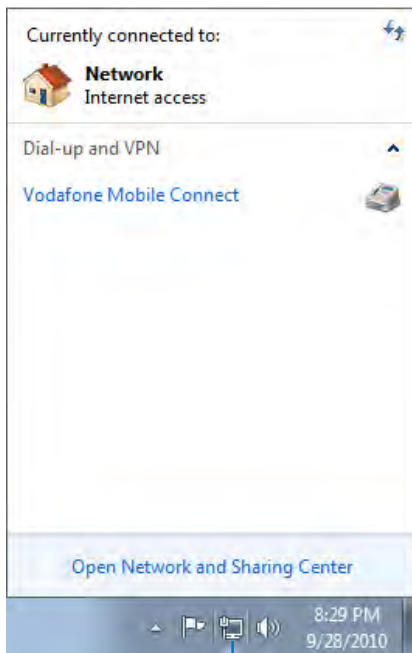 Currently connected to:
Network
Internet access
Dial-up and VPN
Vodafone Mobile Connect
Open Network and Sharing Center
8:29 PM
9/28/2010